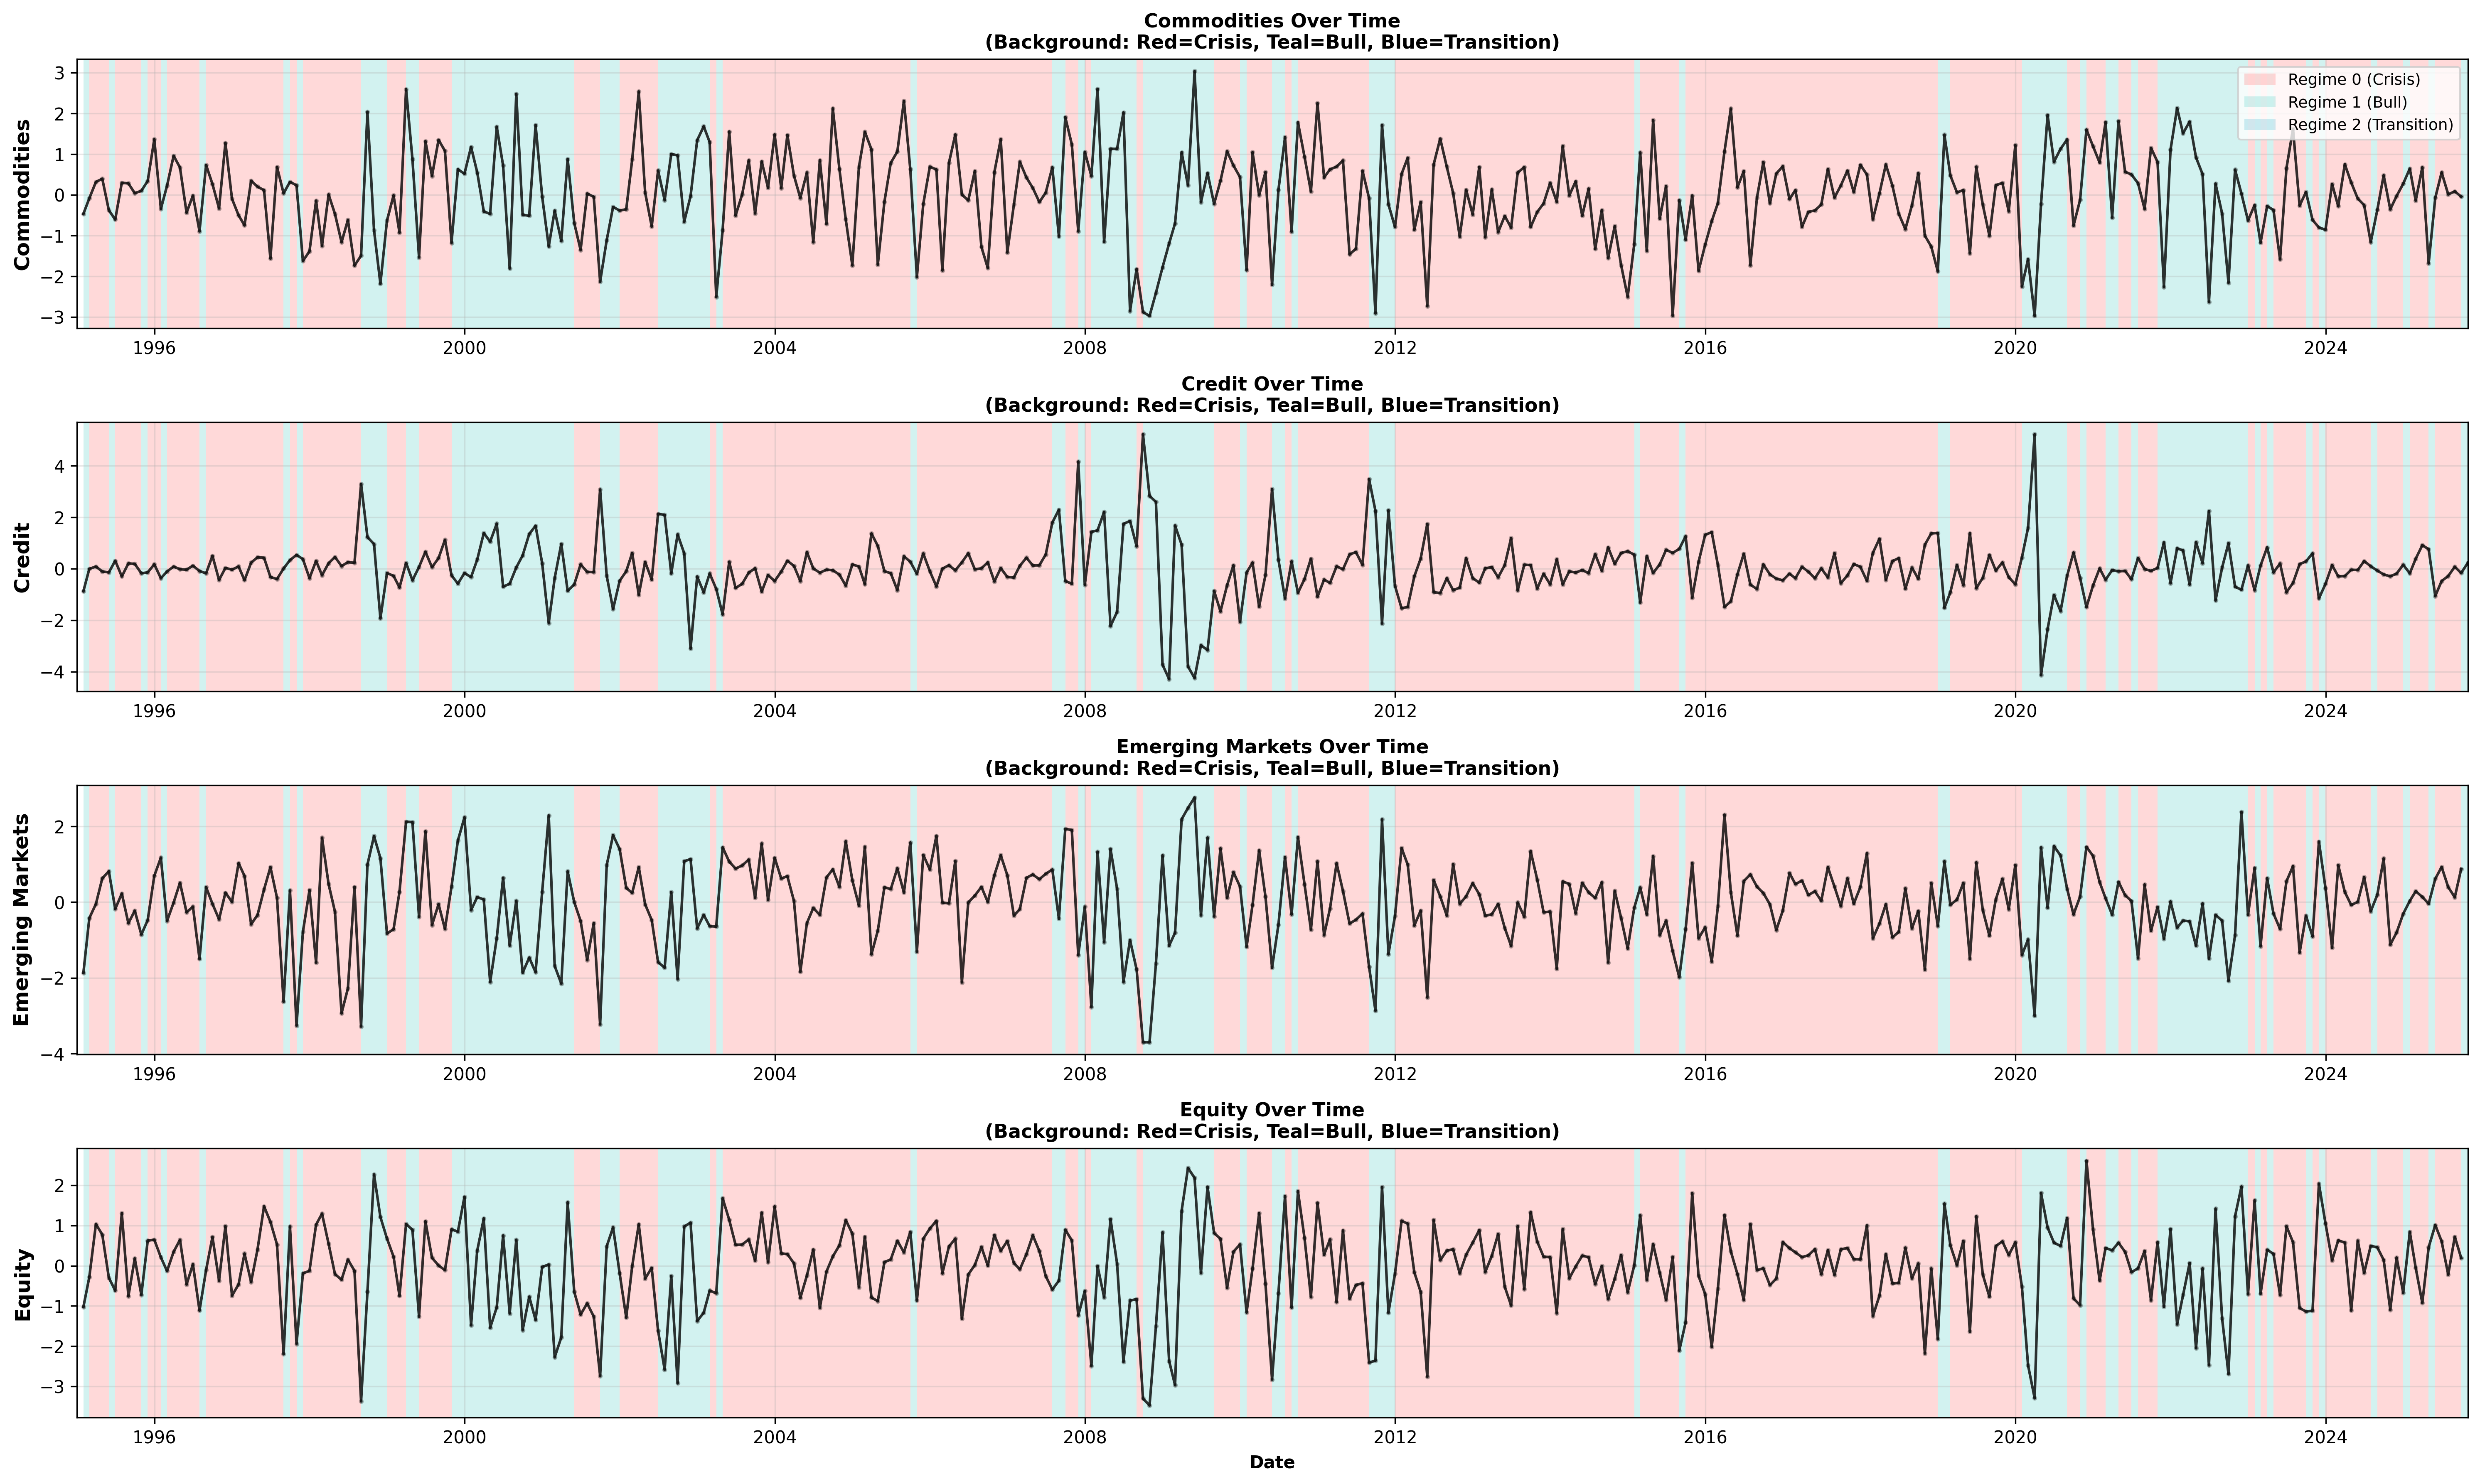 Commodities Over Time
(Background: Red=Crisis, Teal=Bull, Blue=Transition)
Commodities
3
2
1
0
−1
−2
−3
Regime 0 (Crisis)
Regime 1 (Bull)
Regime 2 (Transition)
1996 2000 2004 2008 2012 2016 2020 2024
Credit Over Time
(Background: Red=Crisis, Teal=Bull, Blue=Transition)
Credit
4
2
0
−2
−4
1996 2000 2004 2008 2012 2016 2020 2024
Emerging Markets Over Time
(Background: Red=Crisis, Teal=Bull, Blue=Transition)
Emerging Markets
2
0
−2
−4
1996 2000 2004 2008 2012 2016 2020 2024
Equity Over Time
(Background: Red=Crisis, Teal=Bull, Blue=Transition)
Equity
2
1
0
−1
−2
−3
1996 2000 2004 2008 2012 2016 2020 2024
Date